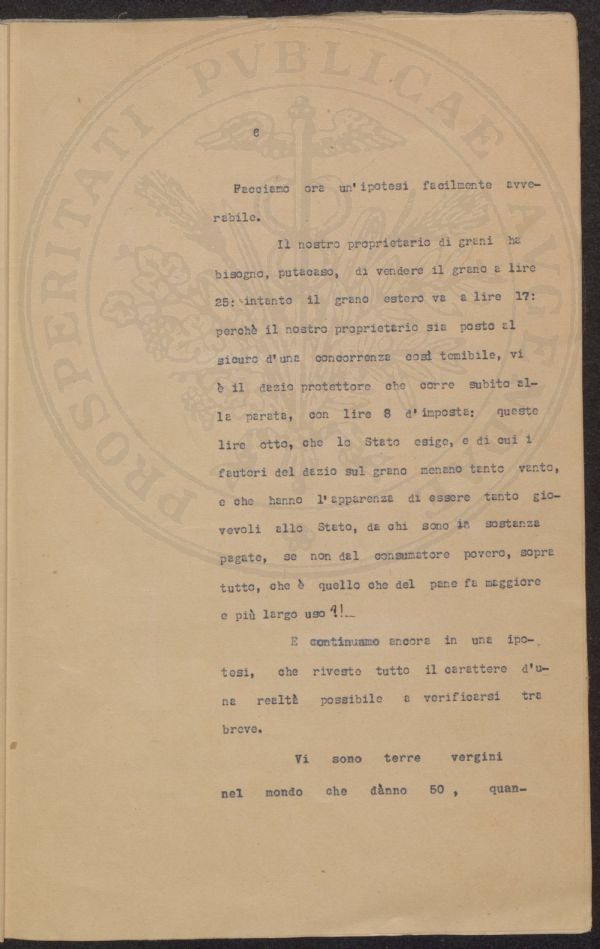 PROSPERITATI PVBLICAE AVGENDAE
6
Facciamo ora un'ipotesi facilmente avve-
rabile.
Il nostro proprietario di grani ha
bisogno, putacaso, di vendere il grano a lire
25: intanto il grano estero va a lire 17:
perchè il nostro proprietario sia posto al
sicuro d'una concorrenza così temibile, vi
è il dazio protettore che corre subito al-
la parata, con lire 8 d'imposta: queste
lire otto, che lo Stato esige, e di cui i
fautori del dazio sul grano menano tanto vanto,
e che hanno l'apparenza di essere tanto gio-
vevoli allo Stato, da chi sono in sostanza
pagate, se non dal consumatore povero, sopra
tutto, che è quello che del pane fa maggiore
e più largo uso ?!_
E continuamo ancora in una ipo-
tesi, che riveste tutto il carattere d'u-
na realtà possibile a verificarsi tra
breve.
Vi sono terre vergini
nel mondo che dànno 50 , quan-